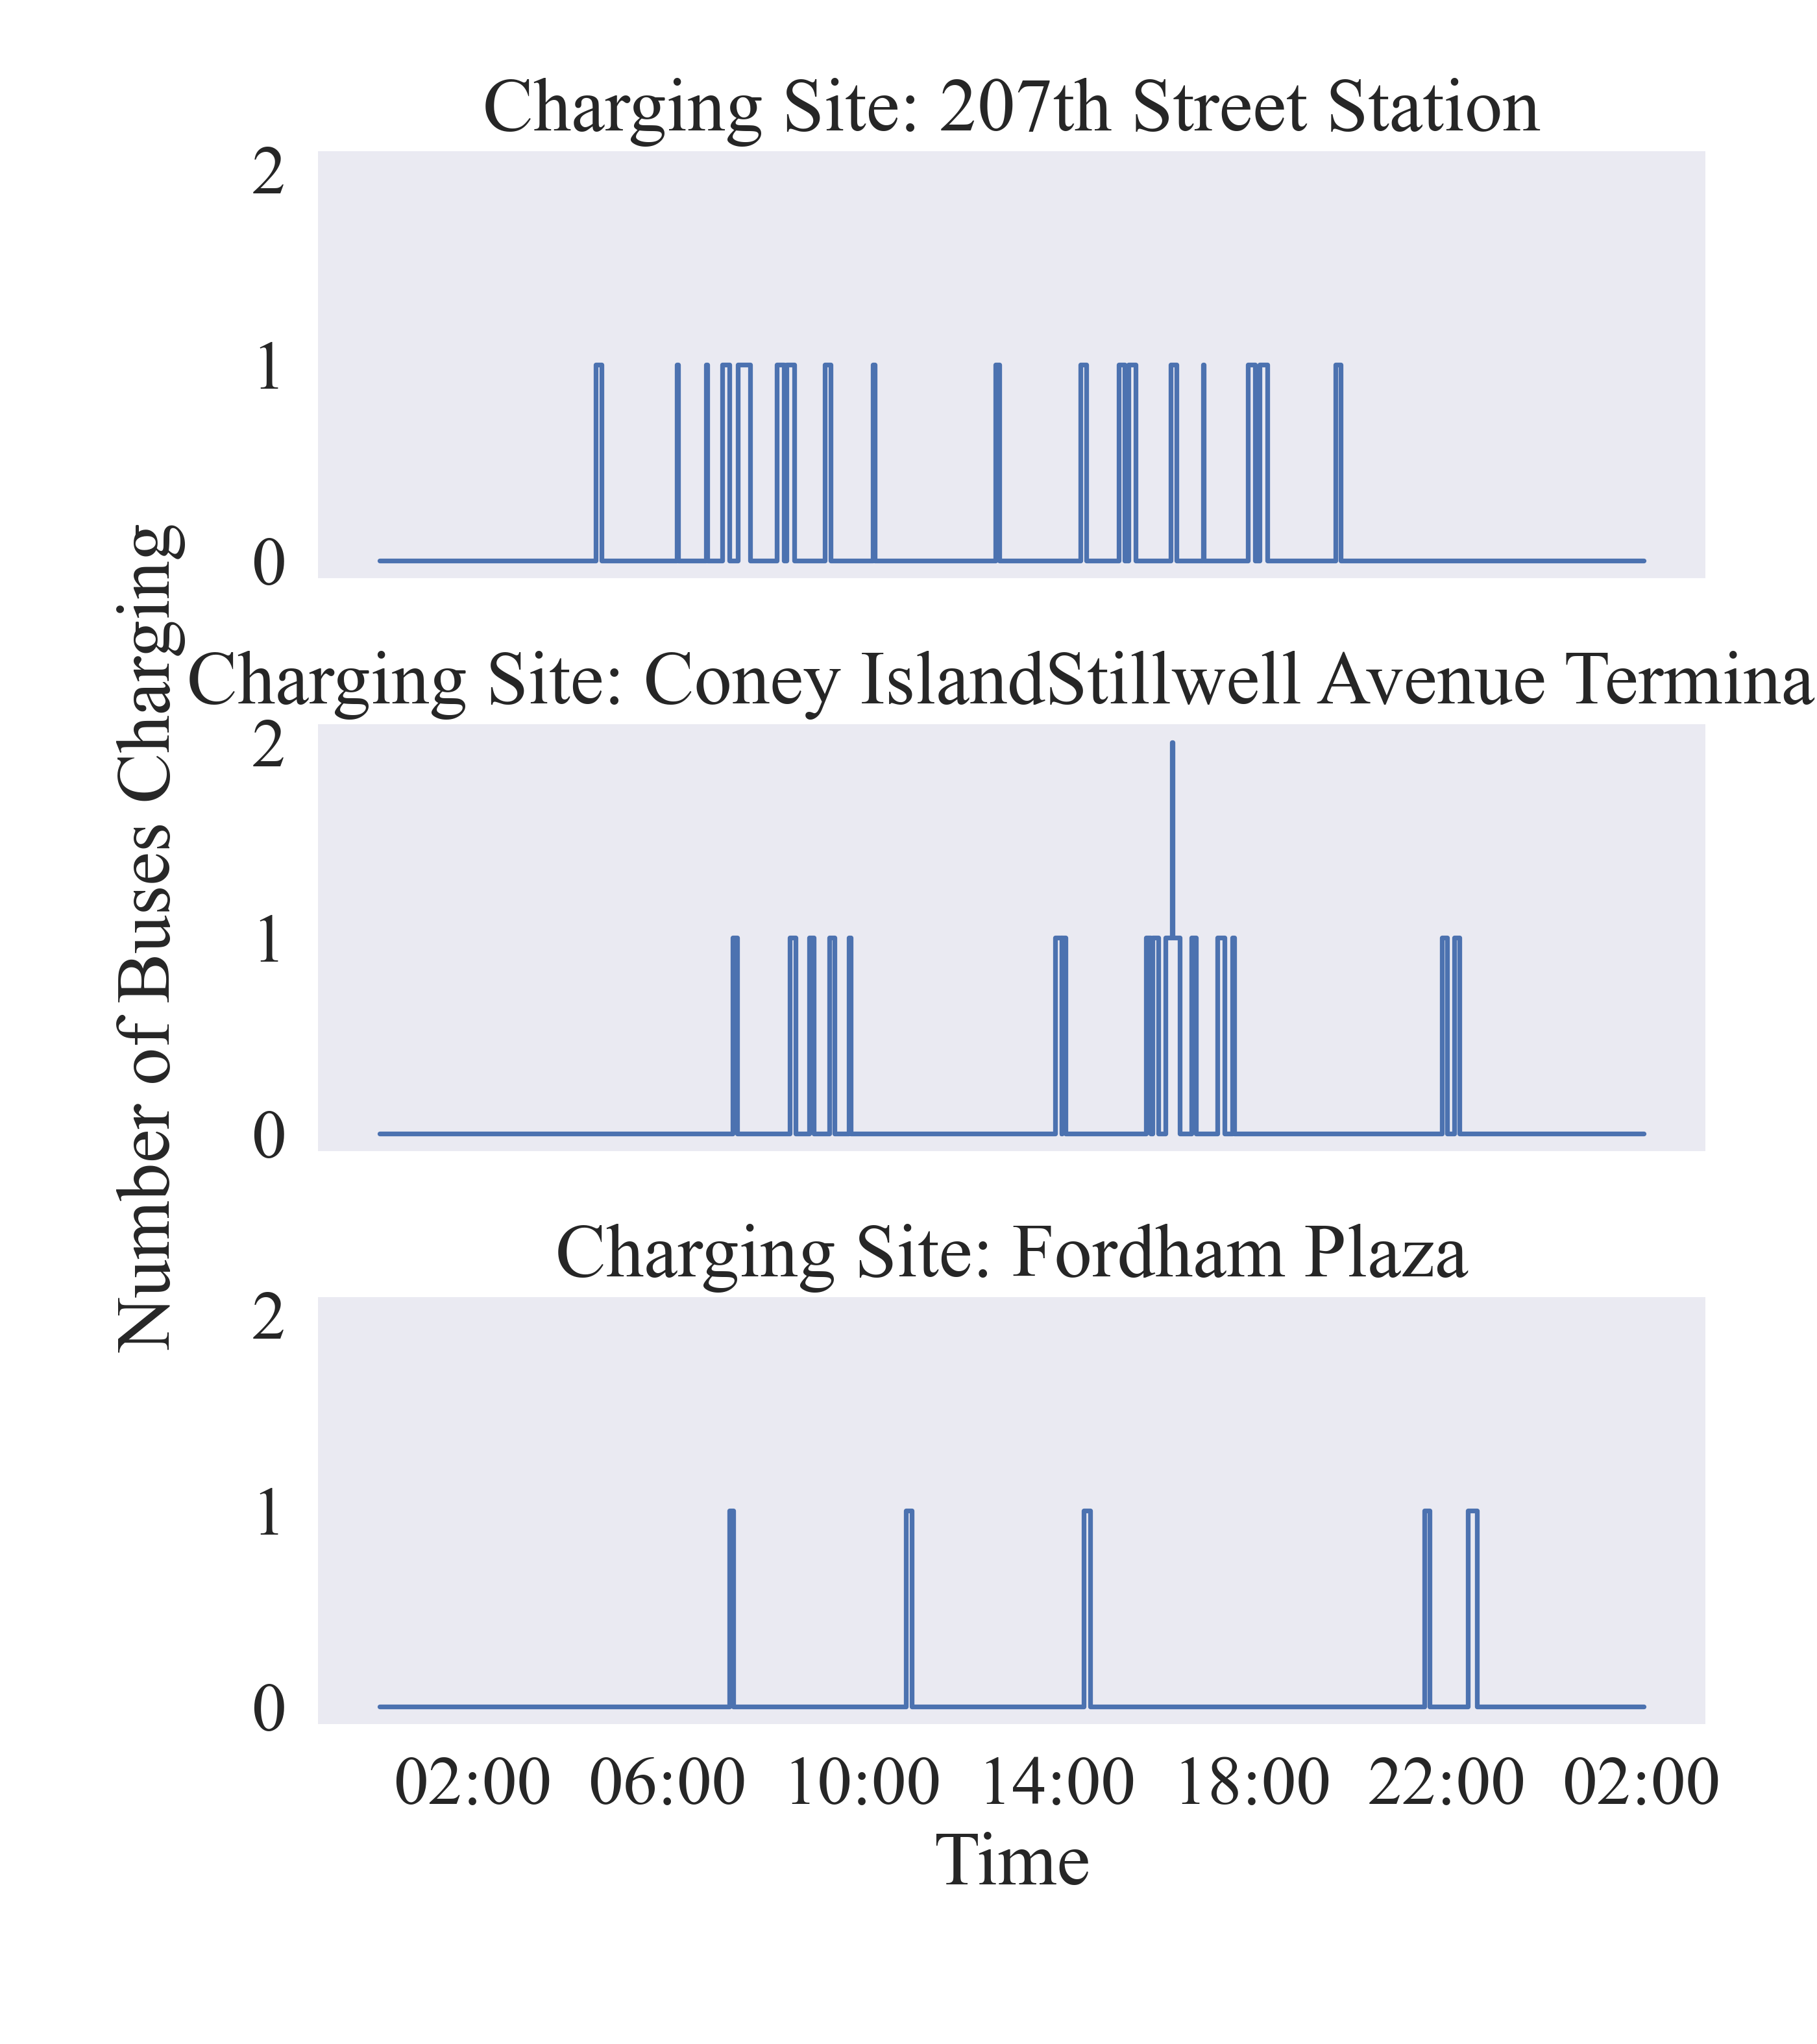 Charging Site: 207th Street Station
2
1
0
Number of Buses Charging
Charging Site: Coney IslandStillwell Avenue Termina
2
1
0
Charging Site: Fordham Plaza
2
1
0
02:00 06:00 10:00 14:00 18:00 22:00 02:00
Time